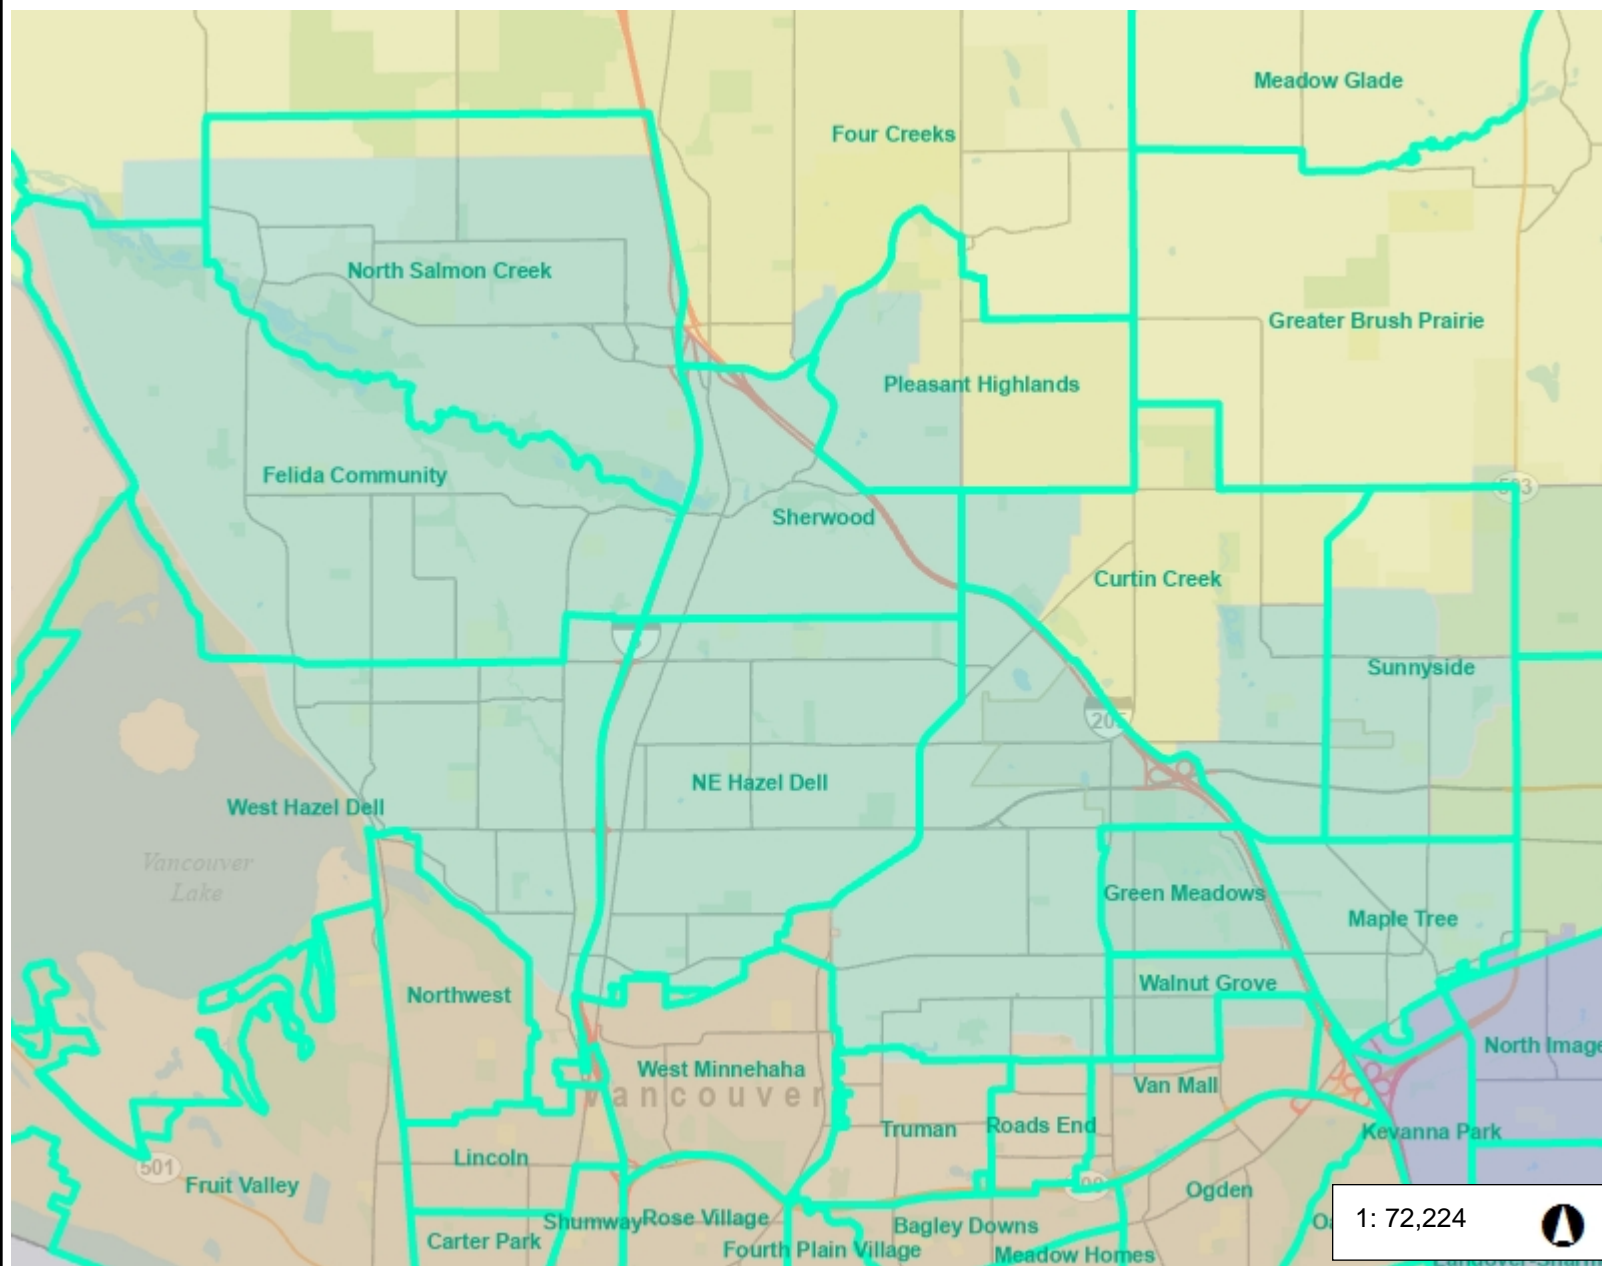 Meadow Glade
Four Creeks
North Salmon Creek
Greater Brush Prairie
Pleasant Highlands
Felida Community
503
Sherwood
Curtin Creek
5
Sunnyside
205
NE Hazel Dell
West Hazel Dell
Vancouver
Lake
Green Meadows
Maple Tree
Walnut Grove
Northwest
North Image
West Minnehaha
Van Mall
Vancouver
Truman
Roads End
Kevanna Park
Lincoln
501
Fruit Valley
500
Ogden
Shumway
Rose Village
Bagley Downs
1: 72,224
Carter Park
Fourth Plain Village
Meadow Homes